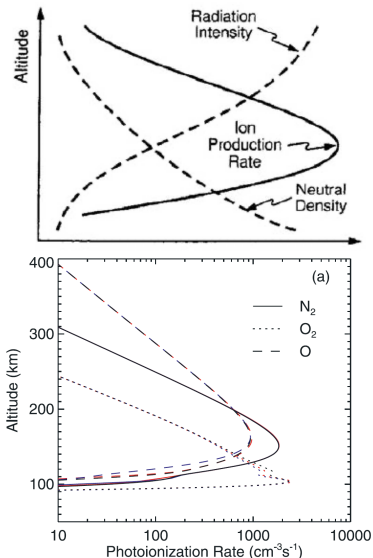 Radiation
Intensity
Altitude
Ion
Production
Rate
Neutral
Density
400
(a)
N2
O2
O
300
Altitude (km)
200
100
10
100
1000
10000
Photoionization Rate (cm-3s-1)